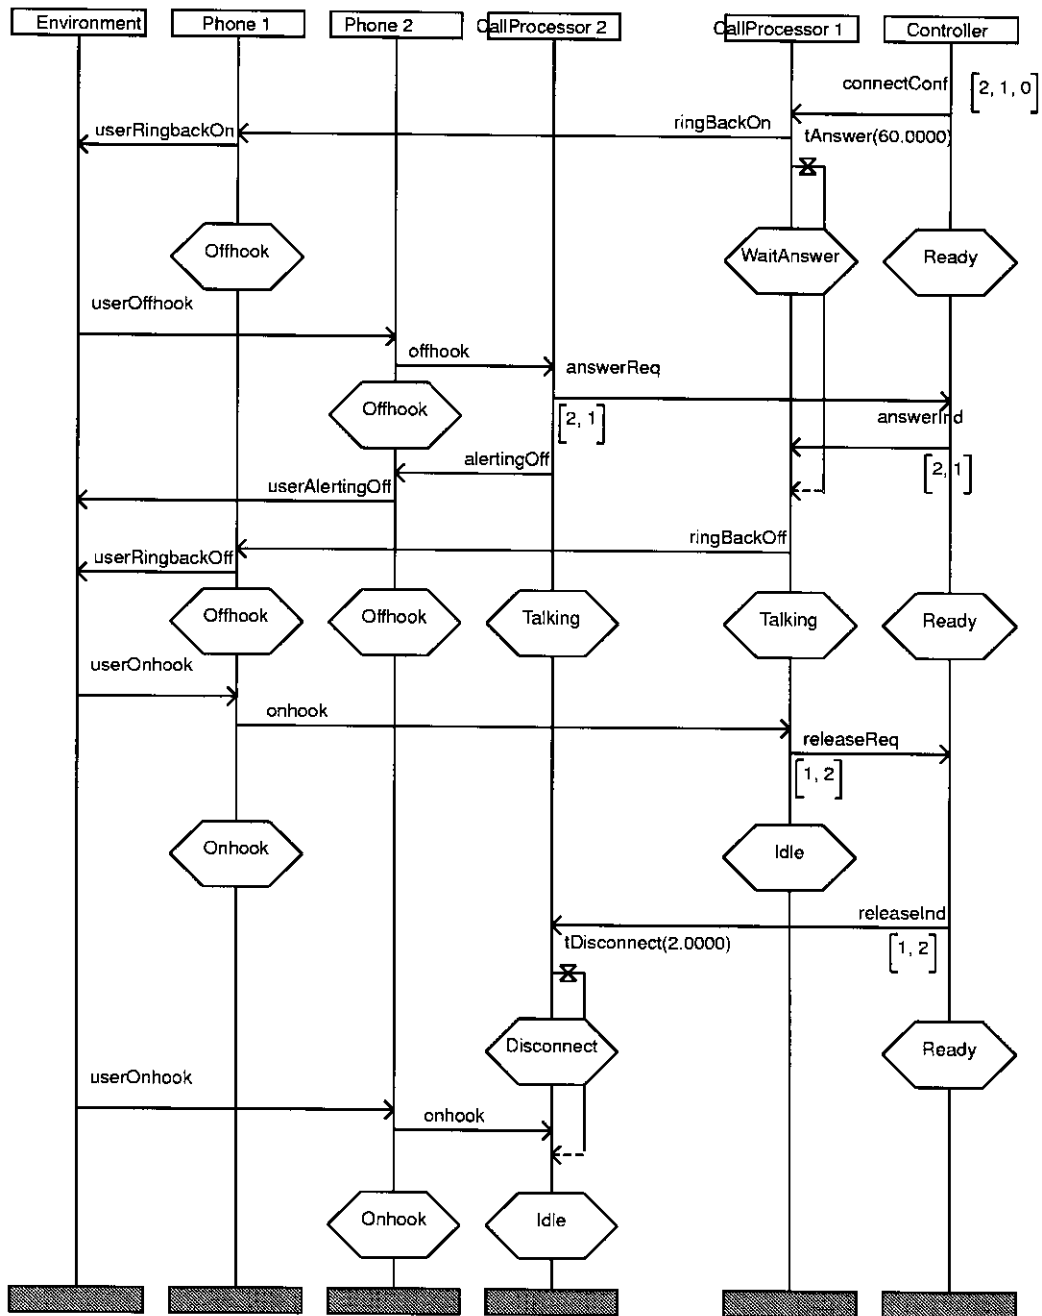 Environment
Phone 1
Phone 2
CallProcessor 2
CallProcessor 1
Controller
connectConf
[2, 1, 0]
userRingbackOn
ringBackOn
tAnswer(60.0000)
Offhook
WaitAnswer
Ready
userOffhook
offhook
answerReq
Offhook
[2, 1]
answerInd
alertingOff
[2, 1]
userAlertingOff
ringBackOff
userRingbackOff
Offhook
Offhook
Talking
Talking
Ready
userOnhook
onhook
releaseReq
[1, 2]
Onhook
Idle
releaseInd
tDisconnect(2.0000)
[1, 2]
Disconnect
Ready
userOnhook
onhook
Onhook
Idle